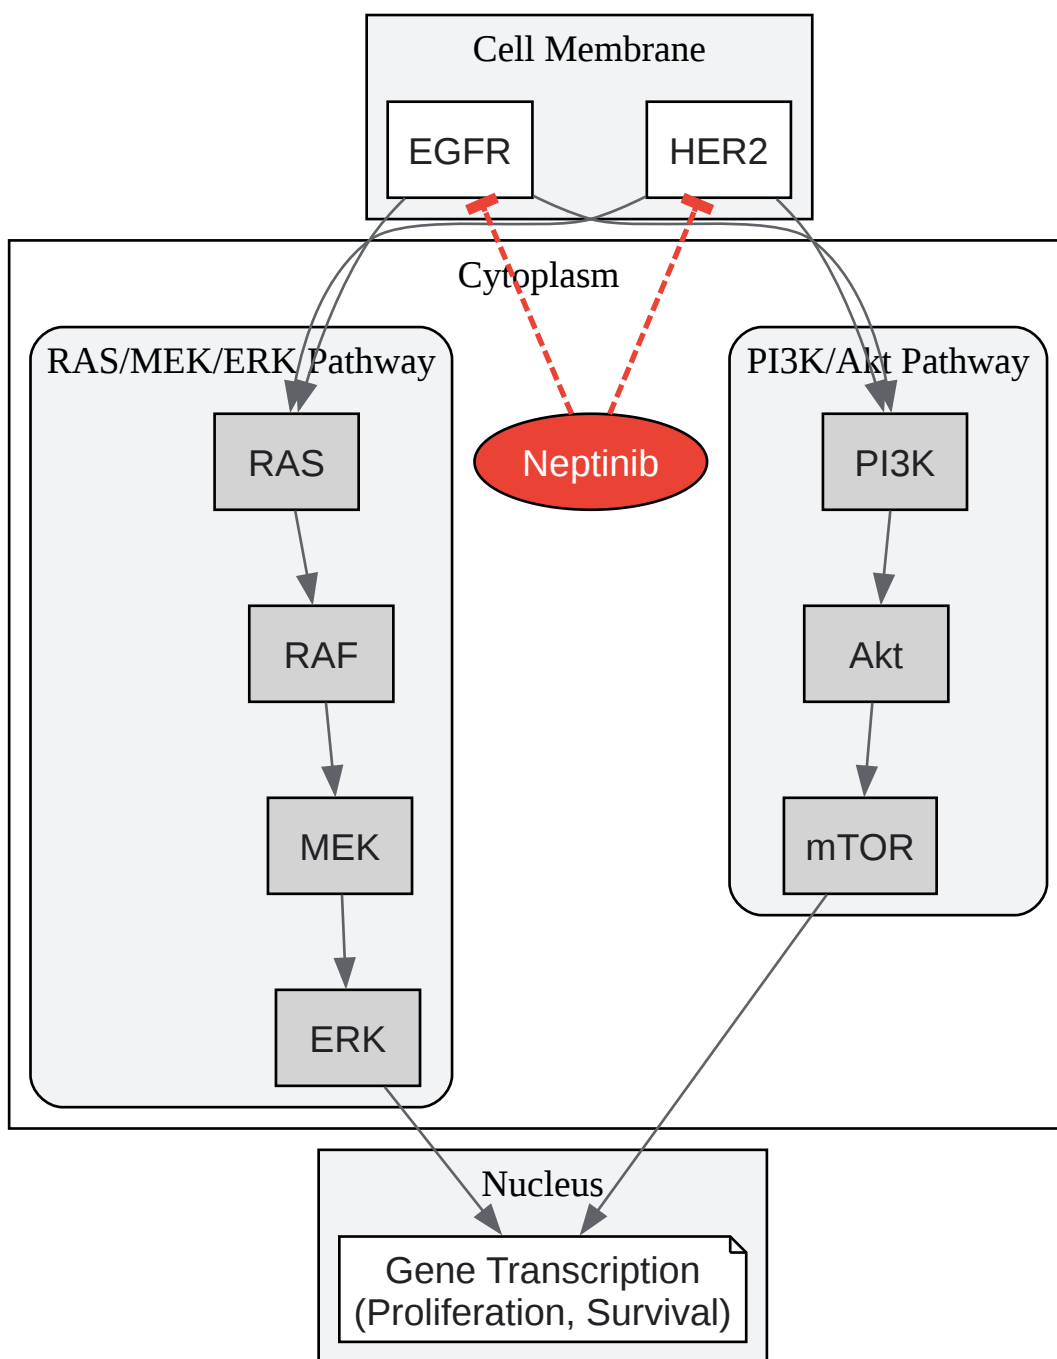 Cell Membrane
EGFR
HER2
Cytoplasm
RAS/MEK/ERK Pathway
PI3K/Akt Pathway
RAS
Neptinib
PI3K
RAF
Akt
MEK
mTOR
ERK
Nucleus
Gene Transcription
(Proliferation, Survival)